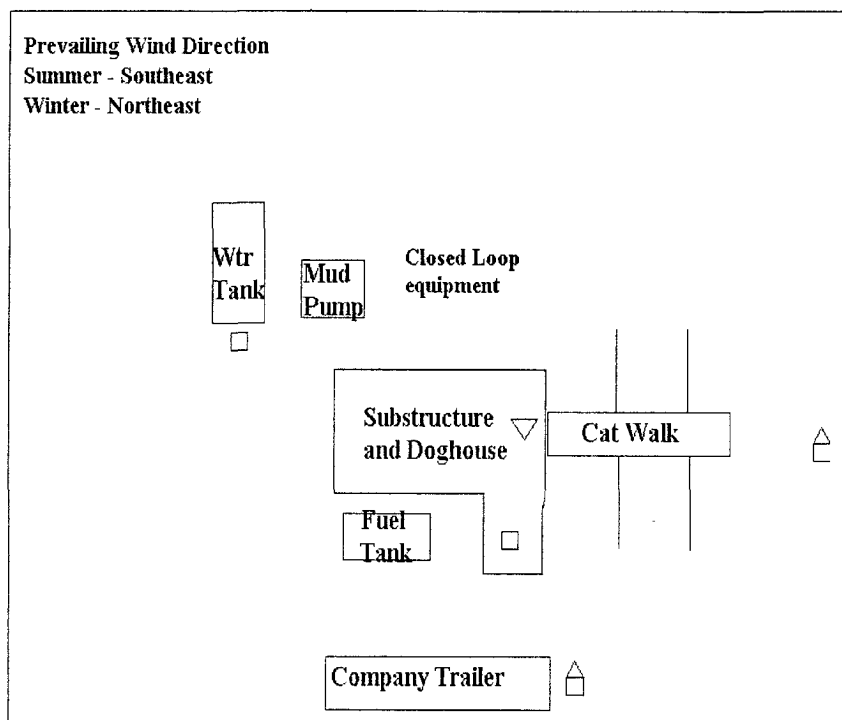 Prevailing Wind Direction
Summer - Southeast
Winter - Northeast
Wtr
Tank
Mud
Pump
Closed Loop
equipment
Substructure
and Doghouse
Cat Walk
Fuel
Tank
Company Trailer